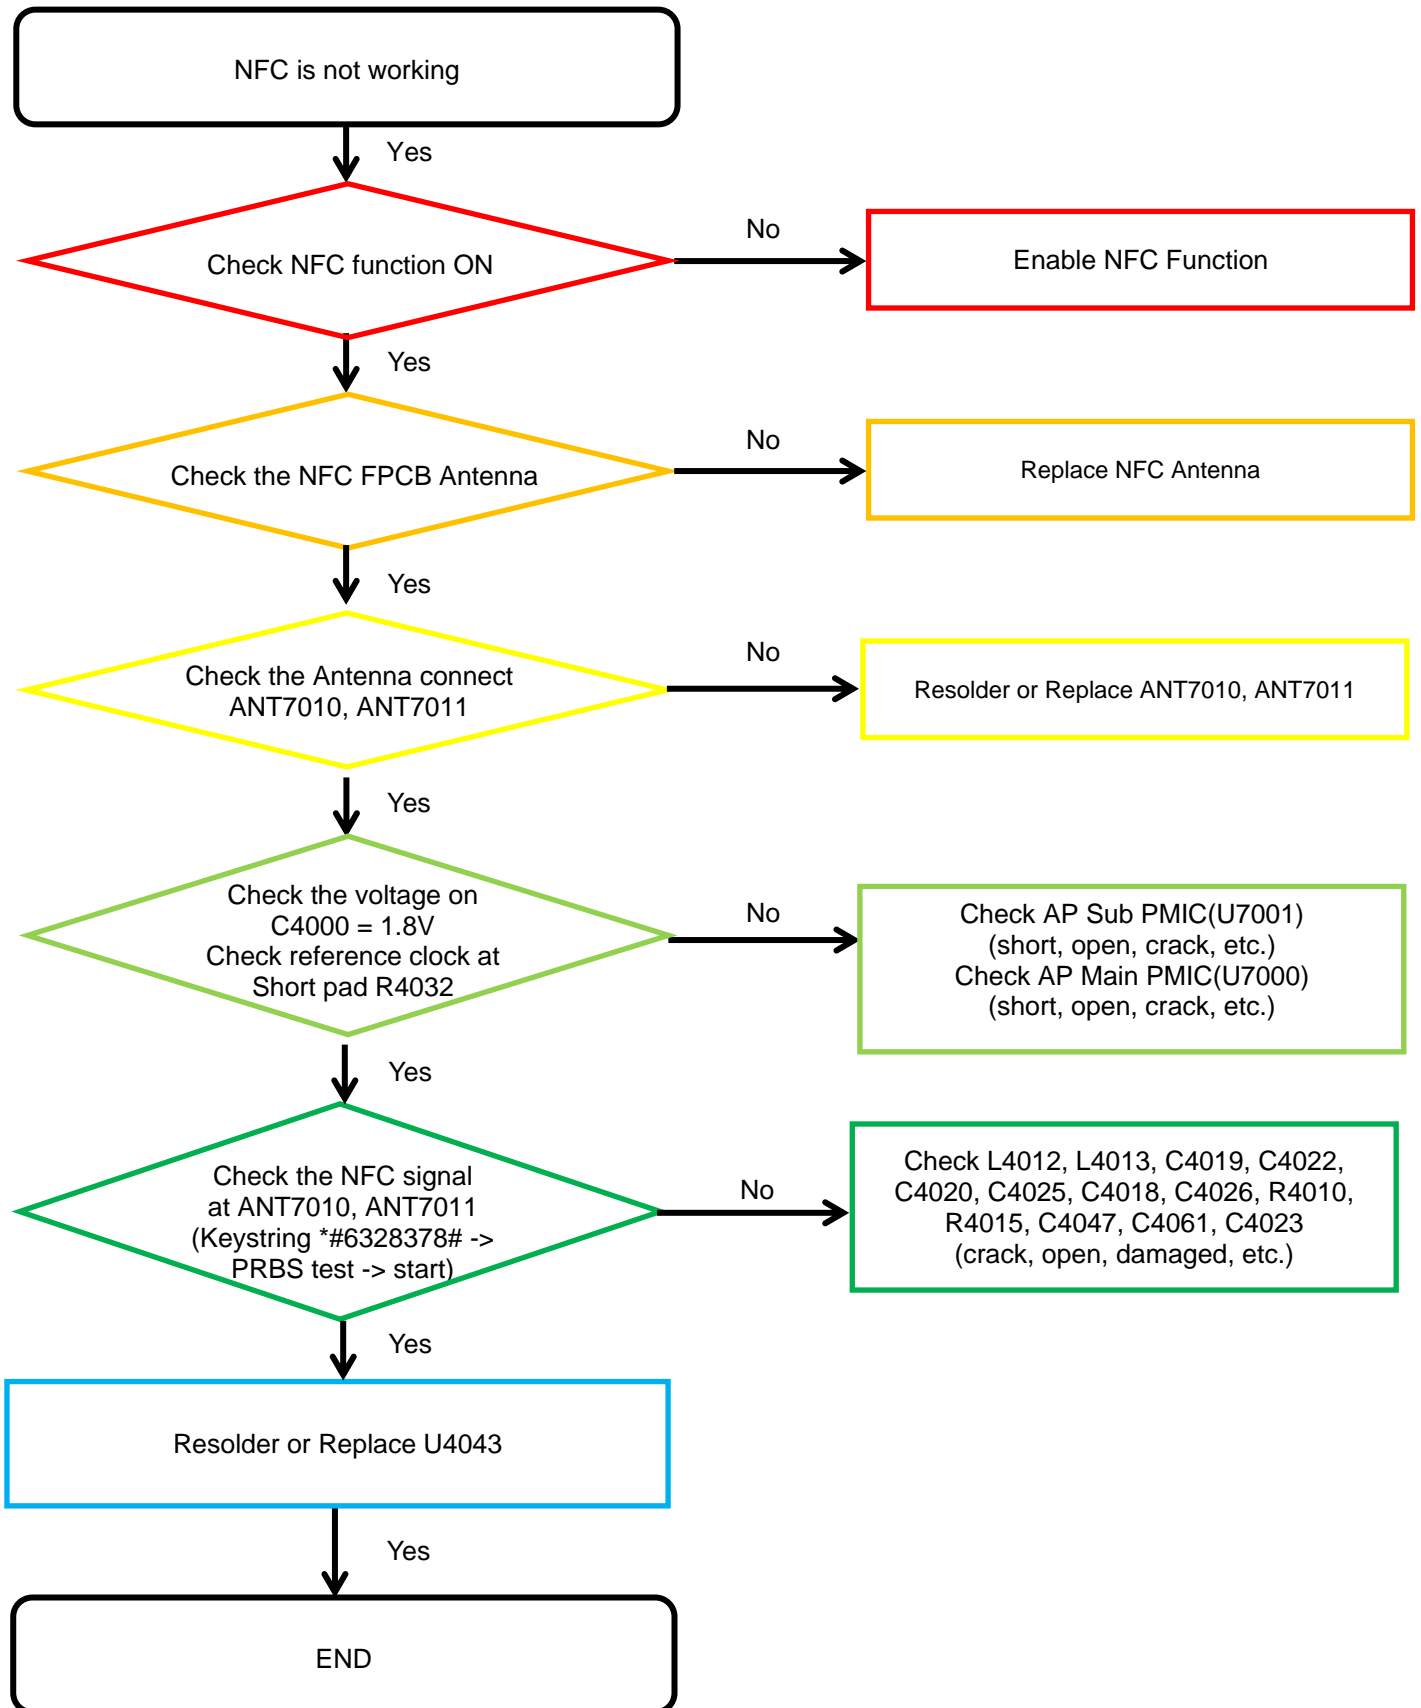 NFC is not working
Yes
Check NFC function ON
No
Enable NFC Function
Yes
Check the NFC FPCB Antenna
No
Replace NFC Antenna
Yes
Check the Antenna connect
ANT7010, ANT7011
No
Resolder or Replace ANT7010, ANT7011
Yes
Check the voltage on
C4000 = 1.8V
Check reference clock at
Short pad R4032
No
Check AP Sub PMIC(U7001)
(short, open, crack, etc.)
Check AP Main PMIC(U7000)
(short, open, crack, etc.)
Yes
Check the NFC signal
at ANT7010, ANT7011
(Keystring *#6328378# ->
PRBS test -> start)
No
Check L4012, L4013, C4019, C4022,
C4020, C4025, C4018, C4026, R4010,
R4015, C4047, C4061, C4023
(crack, open, damaged, etc.)
Yes
Resolder or Replace U4043
Yes
END